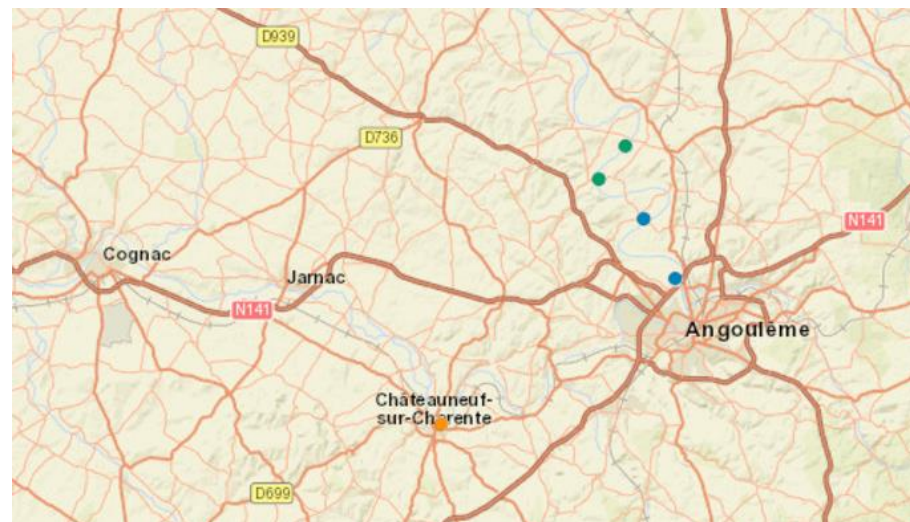 D939
D736
N141
Cognac
Jarnac
N141
Angoulême
Châteauneuf-
sur-Charente
D699